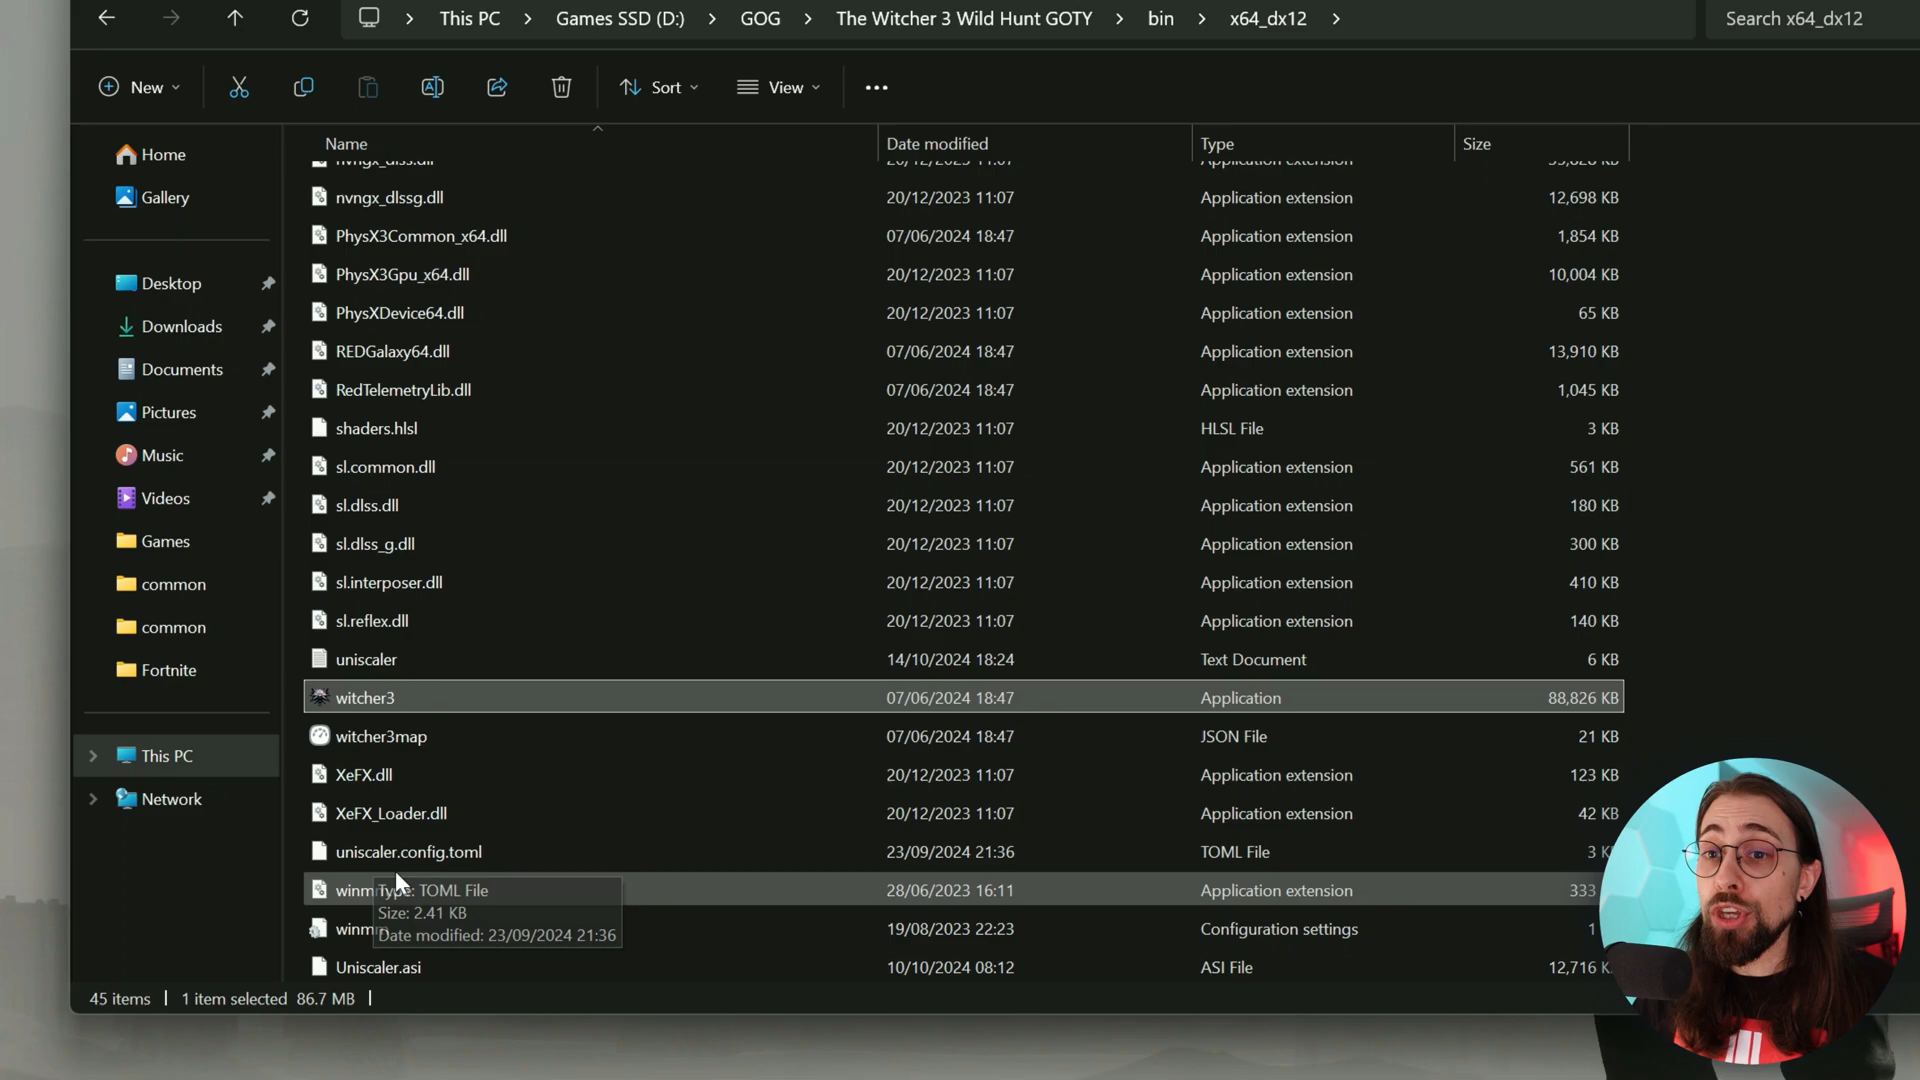 This PC > Games SSD (D:) > GOG > The Witcher 3 Wild Hunt GOTY > bin > x64_dx12 > Search x64_dx12
New Sort View
Name Date modified Type Size
Home
Gallery
Desktop
Downloads
Documents
Pictures
Music
Videos
Games
common
common
Fortnite
This PC
Network
nvngx_dlss.dll 20/12/2023 11:07 Application extension
nvngx_dlssg.dll 20/12/2023 11:07 Application extension 12,698 KB
PhysX3Common_x64.dll 07/06/2024 18:47 Application extension 1,854 KB
PhysX3Gpu_x64.dll 20/12/2023 11:07 Application extension 10,004 KB
PhysXDevice64.dll 20/12/2023 11:07 Application extension 65 KB
REDGalaxy64.dll 07/06/2024 18:47 Application extension 13,910 KB
RedTelemetryLib.dll 07/06/2024 18:47 Application extension 1,045 KB
shaders.hlsl 20/12/2023 11:07 HLSL File 3 KB
sl.common.dll 20/12/2023 11:07 Application extension 561 KB
sl.dlss.dll 20/12/2023 11:07 Application extension 180 KB
sl.dlss_g.dll 20/12/2023 11:07 Application extension 300 KB
sl.interposer.dll 20/12/2023 11:07 Application extension 410 KB
sl.reflex.dll 20/12/2023 11:07 Application extension 140 KB
uniscaler 14/10/2024 18:24 Text Document 6 KB
witcher3 07/06/2024 18:47 Application 88,826 KB
witcher3map 07/06/2024 18:47 JSON File 21 KB
XeFX.dll 20/12/2023 11:07 Application extension 123 KB
XeFX_Loader.dll 20/12/2023 11:07 Application extension 42 KB
uniscaler.config.toml 23/09/2024 21:36 TOML File 3 K
28/06/2023 16:11 Application extension 333
19/08/2023 22:23 Configuration settings 1
Uniscaler.asi 10/10/2024 08:12 ASI File 12,716 K
Type: TOML File
Size: 2.41 KB
Date modified: 23/09/2024 21:36
45 items | 1 item selected 86.7 MB |